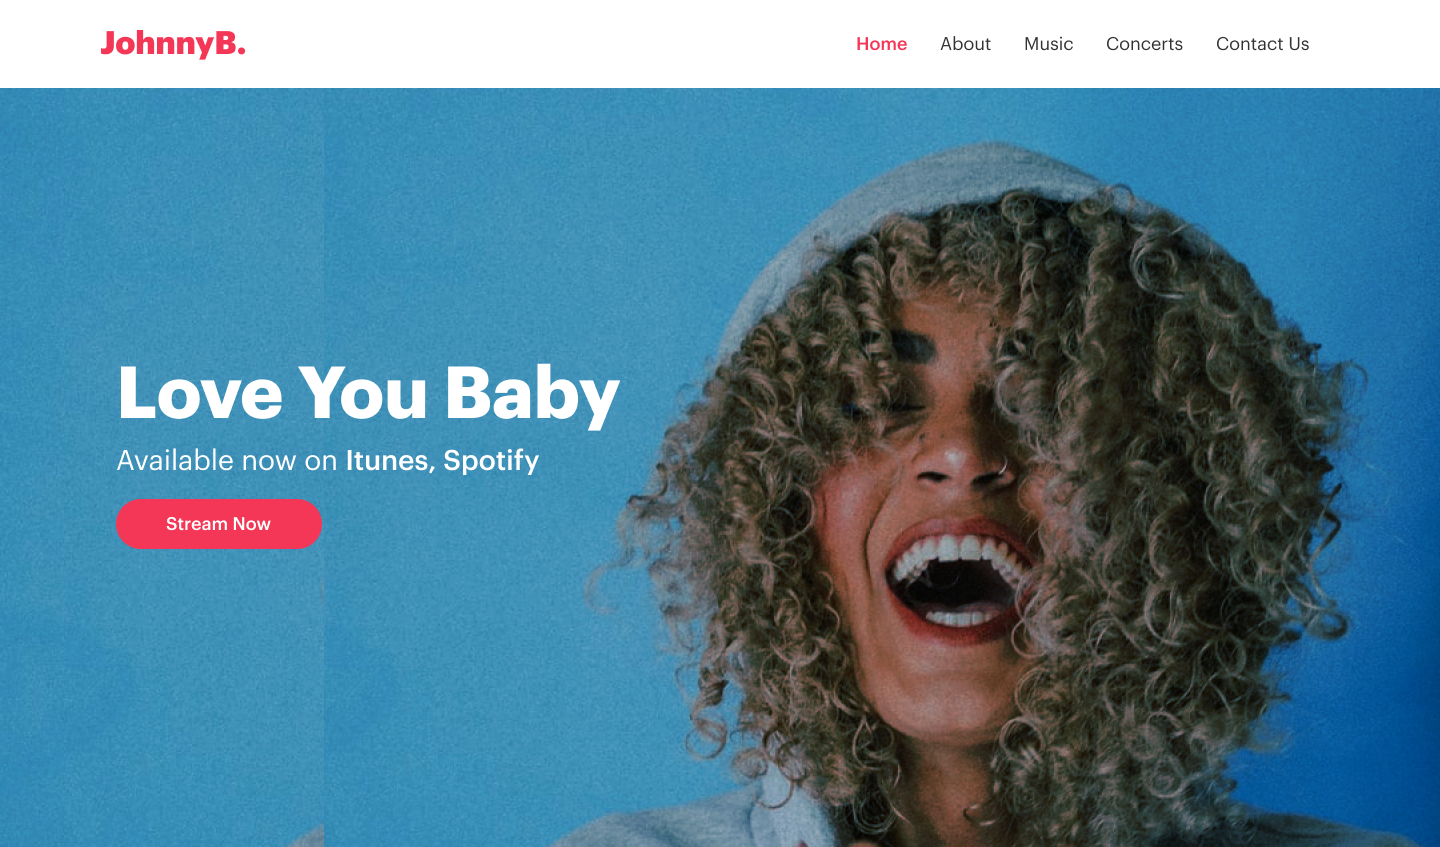 JohnnyB.
Home About Music Concerts Contact Us
Love You Baby
Available now on Itunes, Spotify
Stream Now